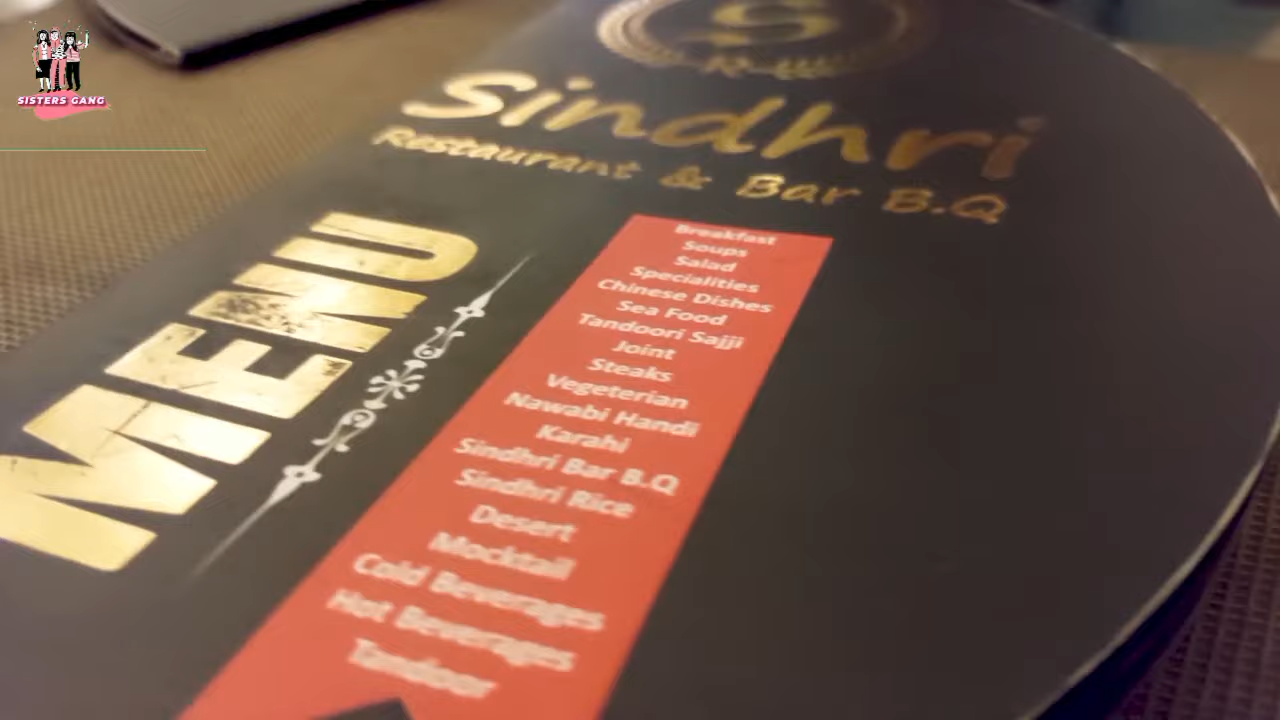 SISTERS GANG
S
Sindhri
Restaurant & Bar B.Q
MENU
Breakfast
Soups
Salad
Specialities
Chinese Dishes
Sea Food
Tandoori Sajji
Joint
Steaks
Vegeterian
Nawabi Handi
Karahi
Sindhri Bar B.Q
Sindhri Rice
Desert
Mocktail
Cold Beverages
Hot Beverages
Tandoor